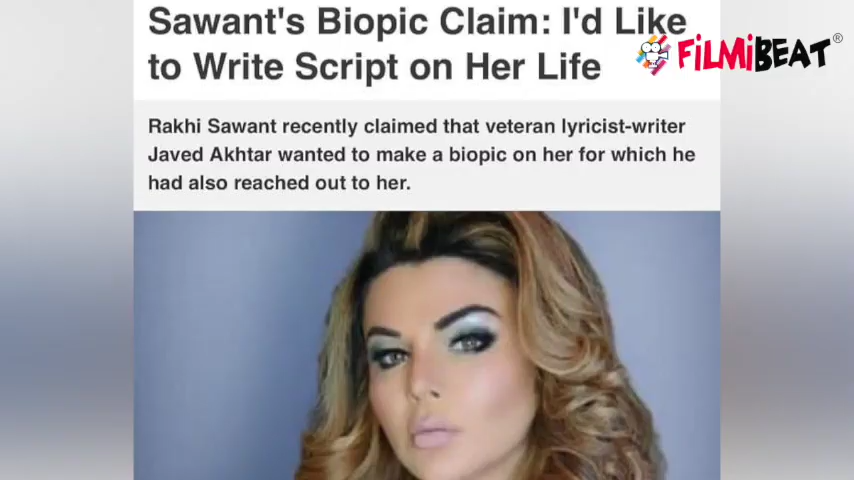 Sawant's Biopic Claim: I'd Like
to Write Script on Her Life
FiLMiBEAT®
Rakhi Sawant recently claimed that veteran lyricist-writer
Javed Akhtar wanted to make a biopic on her for which he
had also reached out to her.